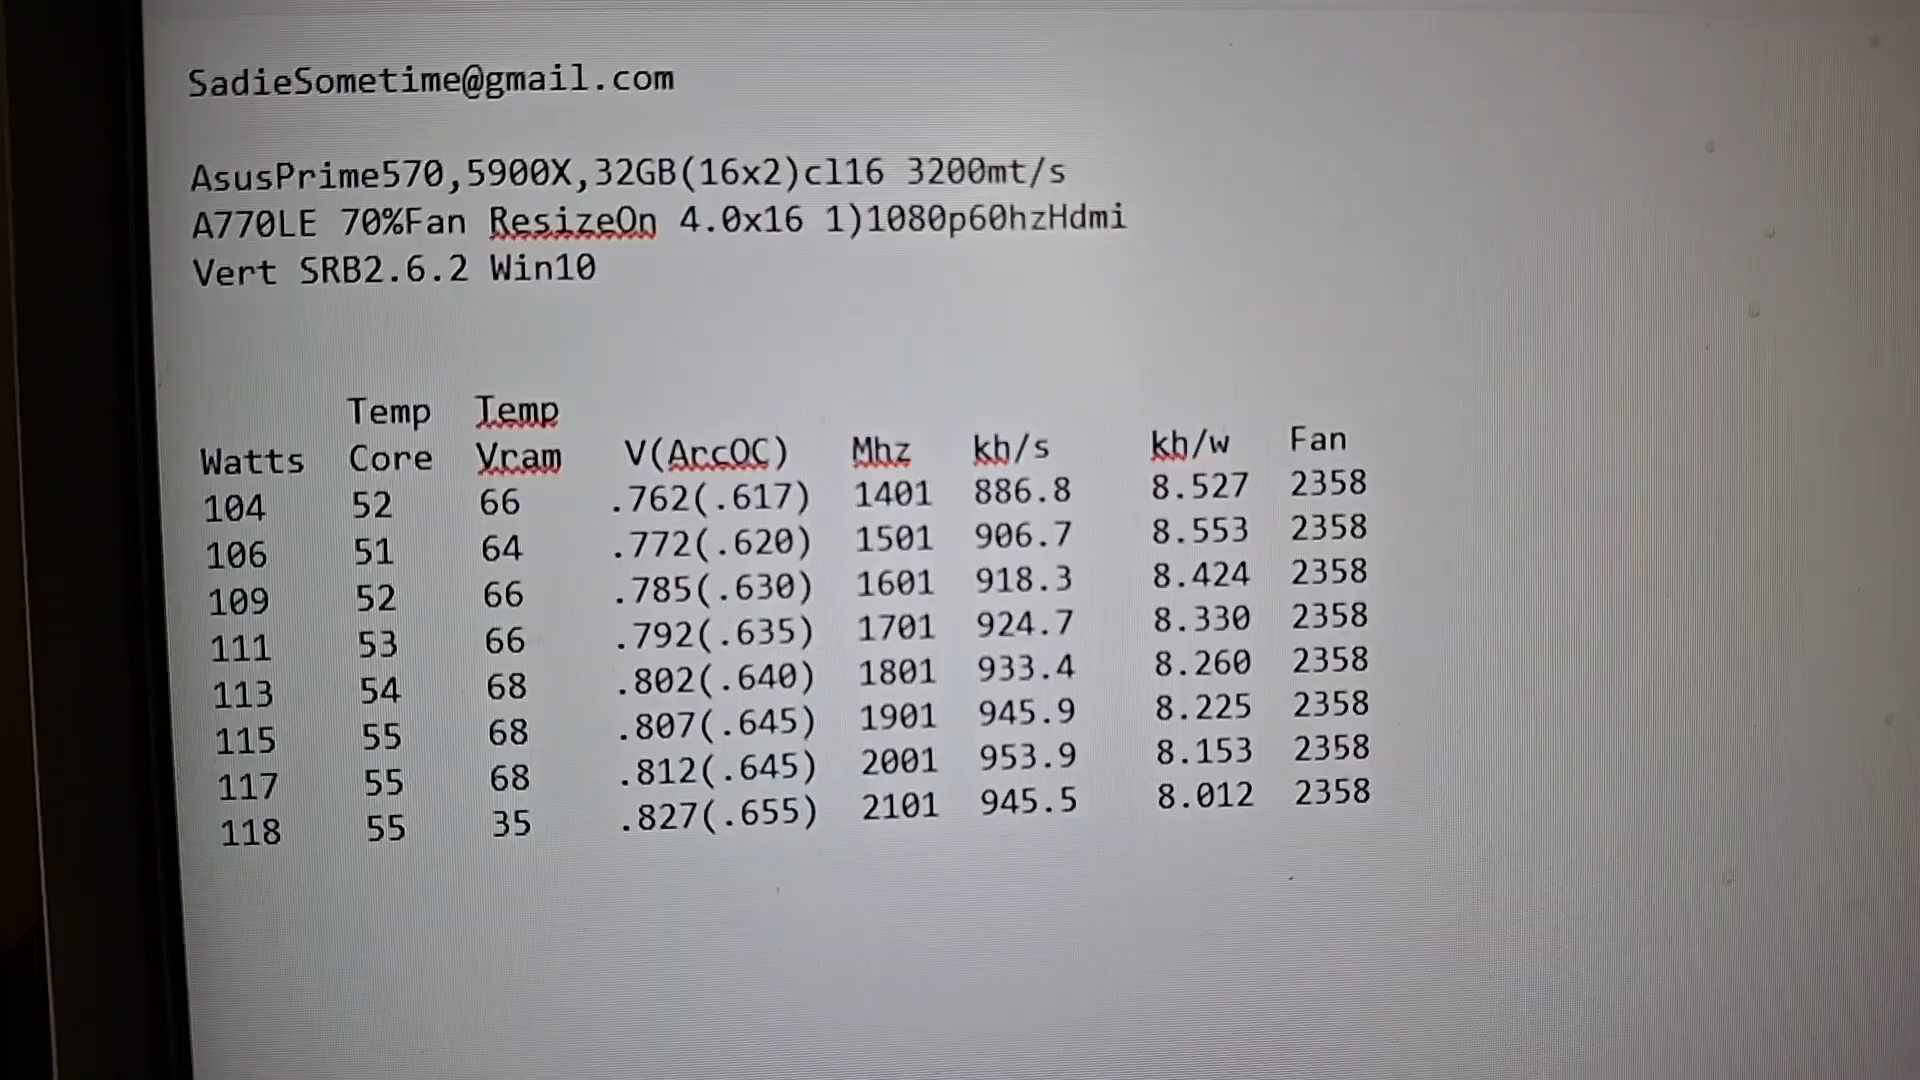 SadieSometime@gmail.com
AsusPrime570,5900X,32GB(16x2)cl16 3200mt/s
A770LE 70%Fan ResizeOn 4.0x16 1)1080p60hzHdmi
Vert SRB2.6.2 Win10
Temp Temp
Watts Core Vram V(ArcOC) Mhz kh/s kh/w Fan
104 52 66 .762(.617) 1401 886.8 8.527 2358
106 51 64 .772(.620) 1501 906.7 8.553 2358
109 52 66 .785(.630) 1601 918.3 8.424 2358
111 53 66 .792(.635) 1701 924.7 8.330 2358
113 54 68 .802(.640) 1801 933.4 8.260 2358
115 55 68 .807(.645) 1901 945.9 8.225 2358
117 55 68 .812(.645) 2001 953.9 8.153 2358
118 55 35 .827(.655) 2101 945.5 8.012 2358